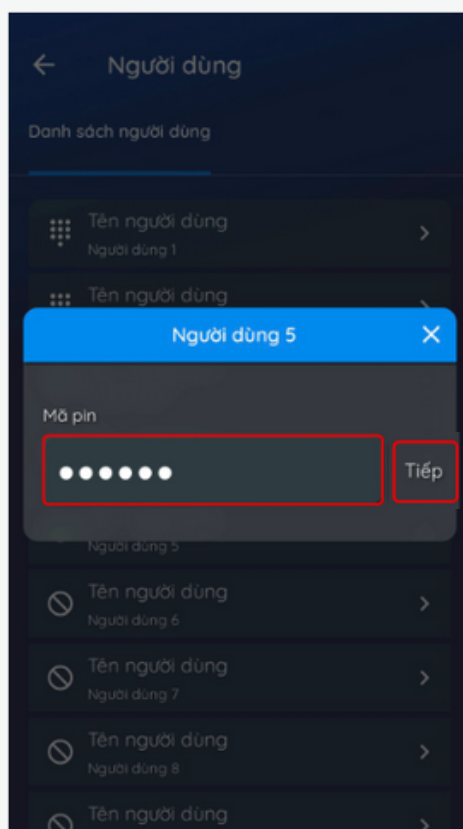 Người dùng
Danh sách người dùng
Tên người dùng
Người dùng 1
Tên người dùng
Người dùng 5
Mã pin
Tiếp
Người dùng 5
Tên người dùng
Người dùng 6
Tên người dùng
Người dùng 7
Tên người dùng
Người dùng 8
Tên người dùng